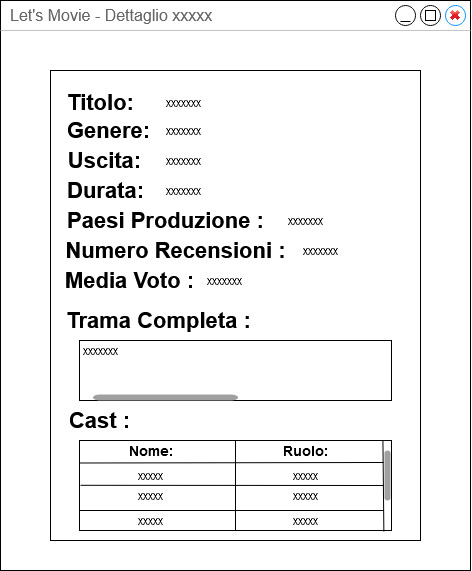 Let's Movie - Dettaglio xxxxx
Titolo: xxxxxxx
Genere: xxxxxxx
Uscita: xxxxxxx
Durata: xxxxxxx
Paesi Produzione : xxxxxxx
Numero Recensioni : xxxxxxx
Media Voto : xxxxxxx
Trama Completa :
xxxxxxx
Cast :
Nome: Ruolo:
xxxxx xxxxx
xxxxx xxxxx
xxxxx xxxxx